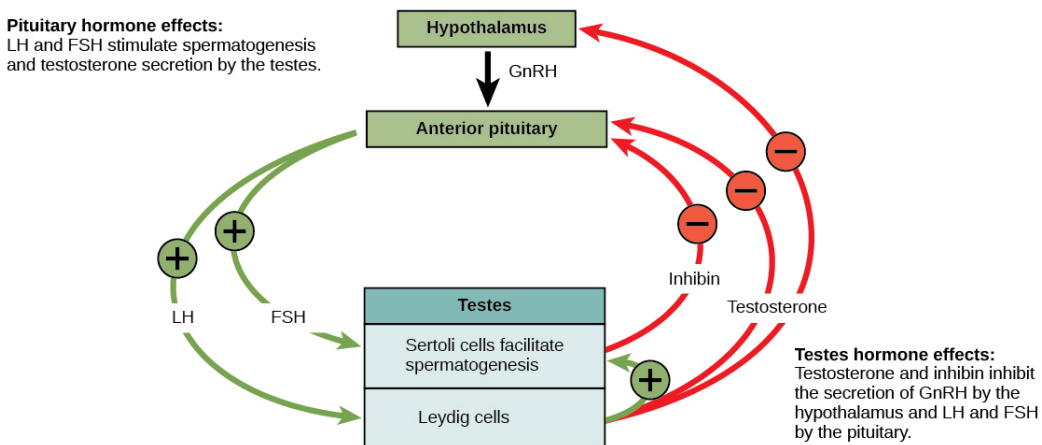 Pituitary hormone effects:
LH and FSH stimulate spermatogenesis
and testosterone secretion by the testes.
Hypothalamus
GnRH
Anterior pituitary
+
+
−
−
−
LH
FSH
Inhibin
Testosterone
Testes
Sertoli cells facilitate
spermatogenesis
+
Leydig cells
Testes hormone effects:
Testosterone and inhibin inhibit
the secretion of GnRH by the
hypothalamus and LH and FSH
by the pituitary.